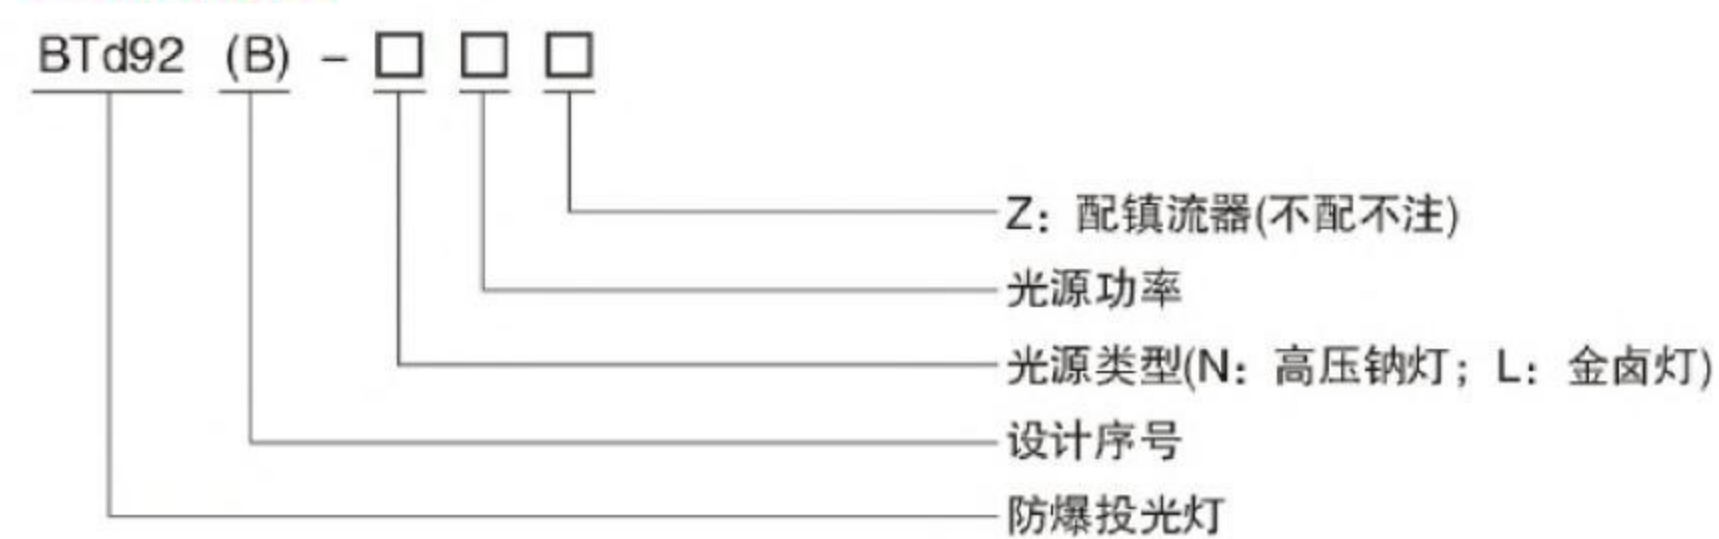 BTd92 (B) - □ □ □
Z：配镇流器(不配不注)
光源功率
光源类型(N：高压钠灯；L：金卤灯)
设计序号
防爆投光灯